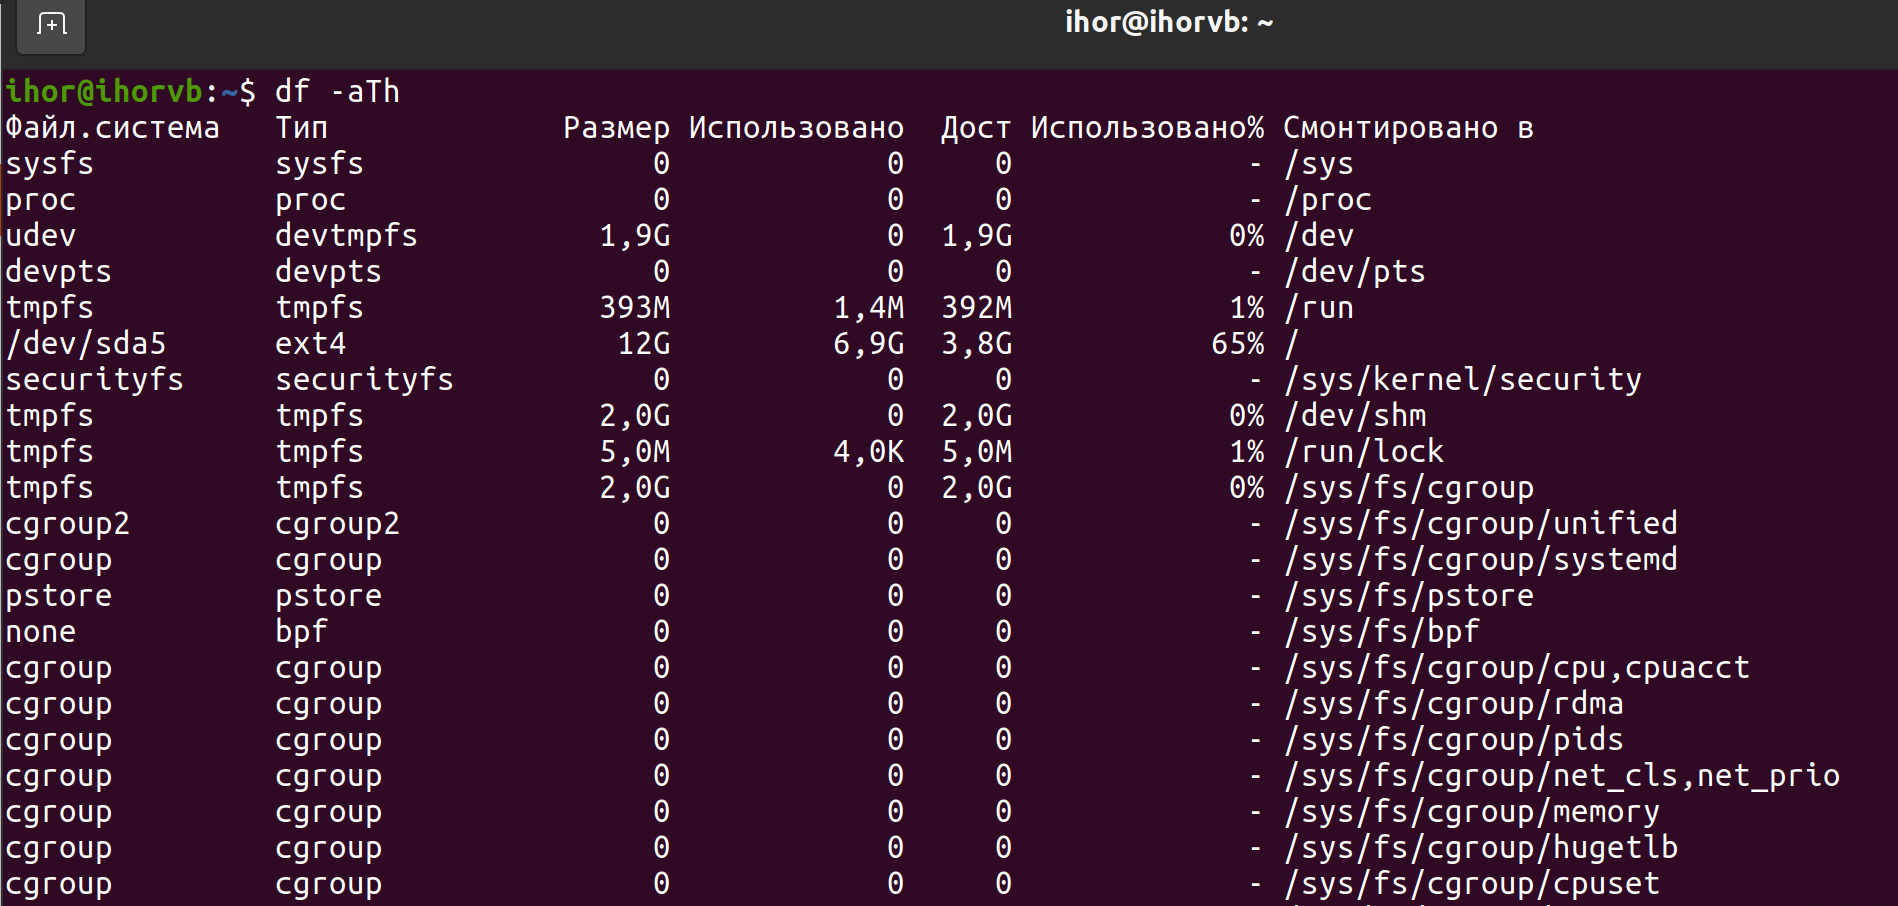 ihor@ihorvb: ~
ihor@ihorvb:~$ df -aTh
Файл.система   Тип             Размер Использовано  Дост Использовано% Смонтировано в
sysfs          sysfs                0            0     0             - /sys
proc           proc                 0            0     0             - /proc
udev           devtmpfs          1,9G            0  1,9G            0% /dev
devpts         devpts               0            0     0             - /dev/pts
tmpfs          tmpfs             393M         1,4M  392M            1% /run
/dev/sda5      ext4               12G         6,9G  3,8G           65% /
securityfs     securityfs           0            0     0             - /sys/kernel/security
tmpfs          tmpfs             2,0G            0  2,0G            0% /dev/shm
tmpfs          tmpfs             5,0M         4,0K  5,0M            1% /run/lock
tmpfs          tmpfs             2,0G            0  2,0G            0% /sys/fs/cgroup
cgroup2        cgroup2              0            0     0             - /sys/fs/cgroup/unified
cgroup         cgroup               0            0     0             - /sys/fs/cgroup/systemd
pstore         pstore               0            0     0             - /sys/fs/pstore
none           bpf                  0            0     0             - /sys/fs/bpf
cgroup         cgroup               0            0     0             - /sys/fs/cgroup/cpu,cpuacct
cgroup         cgroup               0            0     0             - /sys/fs/cgroup/rdma
cgroup         cgroup               0            0     0             - /sys/fs/cgroup/pids
cgroup         cgroup               0            0     0             - /sys/fs/cgroup/net_cls,net_prio
cgroup         cgroup               0            0     0             - /sys/fs/cgroup/memory
cgroup         cgroup               0            0     0             - /sys/fs/cgroup/hugetlb
cgroup         cgroup               0            0     0             - /sys/fs/cgroup/cpuset